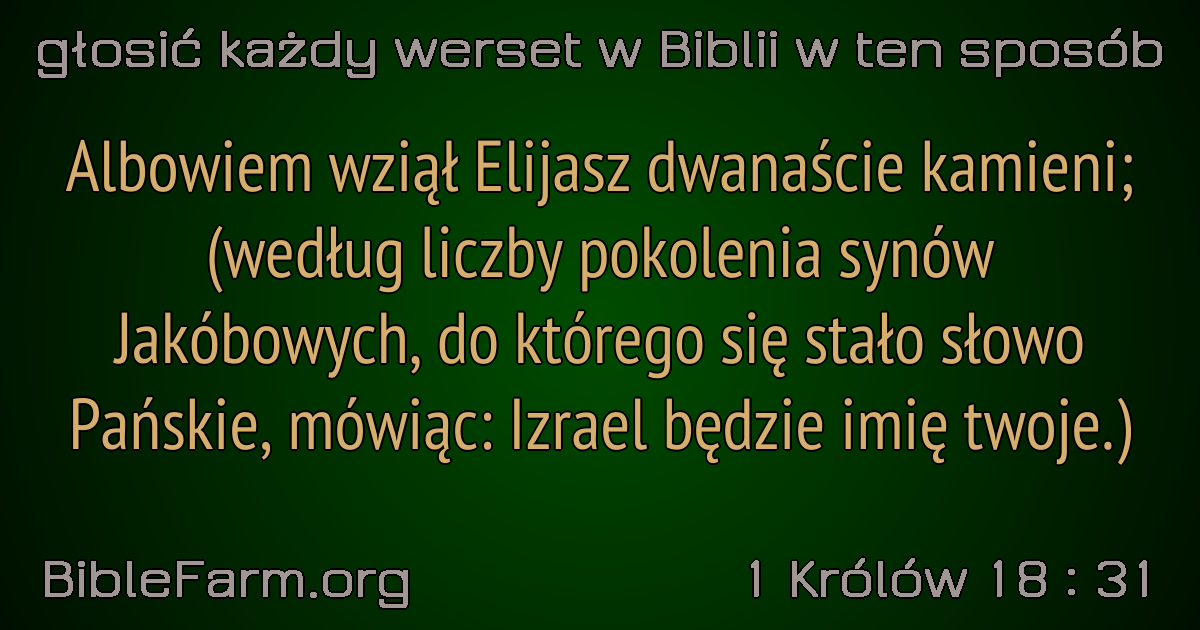 głosić każdy werset w Biblii w ten sposób
Albowiem wziął Elijasz dwanaście kamieni;
(według liczby pokolenia synów
Jakóbowych, do którego się stało słowo
Pańskie, mówiąc: Izrael będzie imię twoje.)
BibleFarm.org
1 Królów 18 : 31